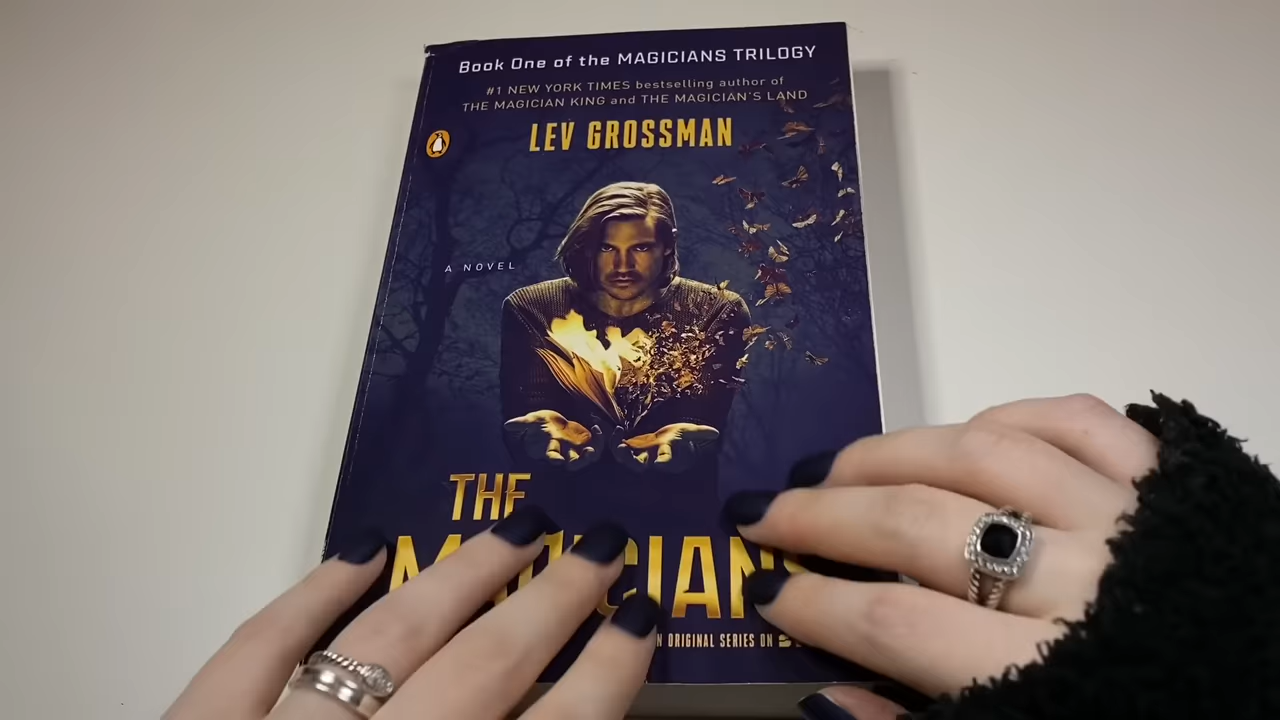 Book One of the MAGICIANS TRILOGY
#1 NEW YORK TIMES bestselling author of
THE MAGICIAN KING and THE MAGICIAN'S LAND
LEV GROSSMAN
A NOVEL
THE
MAGICIANS
ORIGINAL SERIES ON